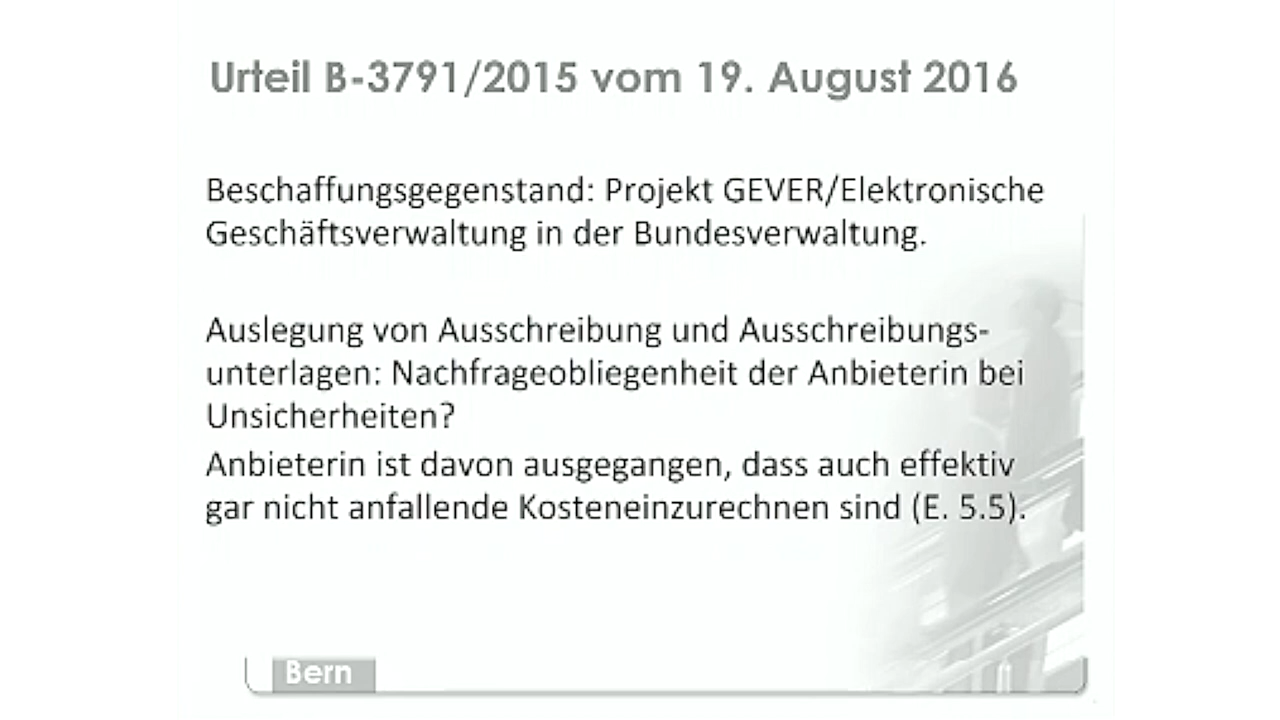 Urteil B-3791/2015 vom 19. August 2016
Beschaffungsgegenstand: Projekt GEVER/Elektronische
Geschäftsverwaltung in der Bundesverwaltung.
Auslegung von Ausschreibung und Ausschreibungs-
unterlagen: Nachfrageobliegenheit der Anbieterin bei
Unsicherheiten?
Anbieterin ist davon ausgegangen, dass auch effektiv
gar nicht anfallende Kosteneinzurechnen sind (E. 5.5).
Bern